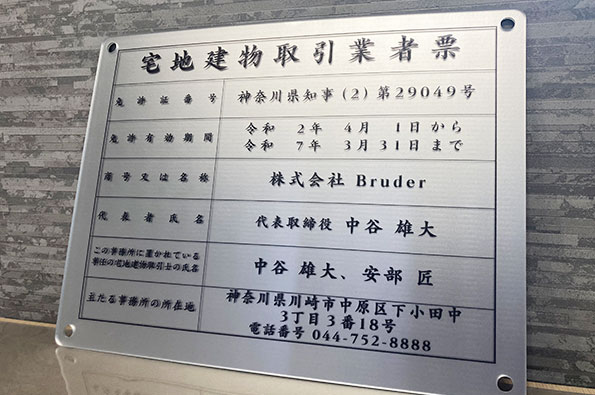 宅地建物取引業者票
免許証番号 神奈川県知事(2)第29049号
免許有効期間 令和 2年 4月 1日から
令和 7年 3月31日まで
商号又は名称 株式会社 Bruder
代表者氏名 代表取締役 中谷 雄大
この事務所に置かれている
専任の宅地建物取引士の氏名 中谷 雄大、安部 匠
主たる事務所の所在地 神奈川県川崎市中原区下小田中
3丁目3番18号
電話番号 044-752-8888